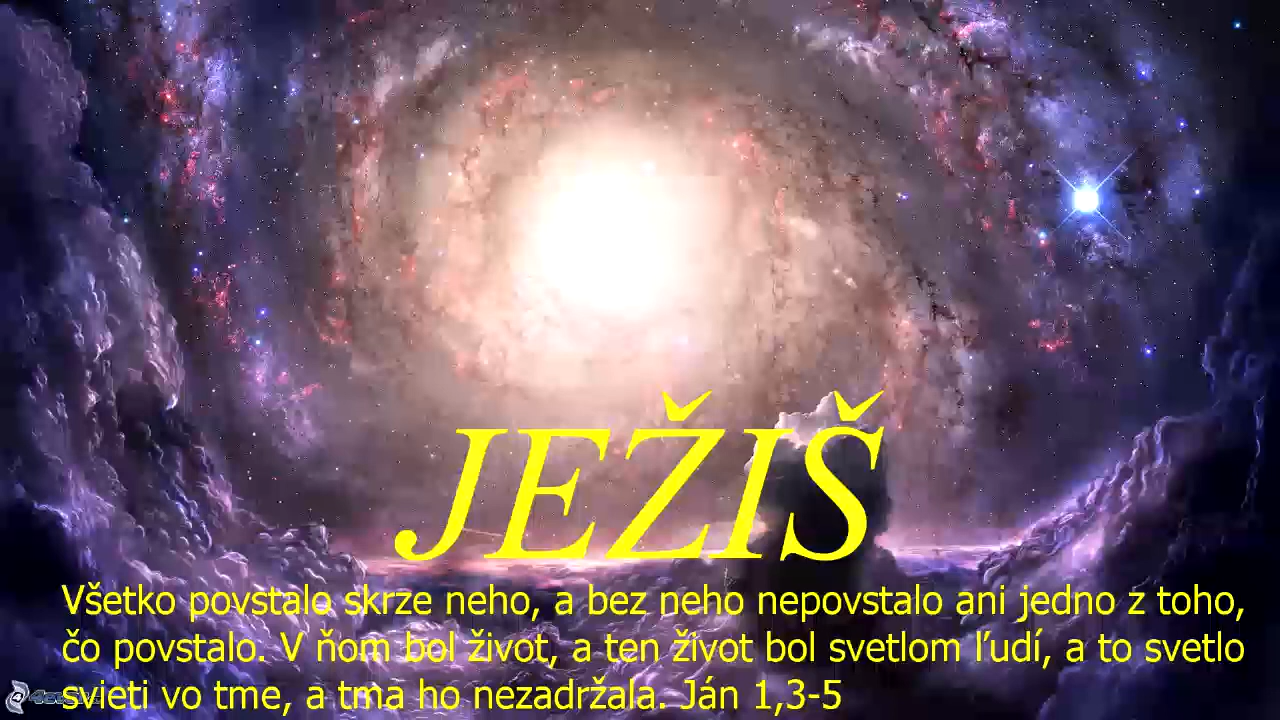 JEŽIŠ
Všetko povstalo skrze neho, a bez neho nepovstalo ani jedno z toho,
čo povstalo. V ňom bol život, a ten život bol svetlom ľudí, a to svetlo
svieti vo tme, a tma ho nezadržala. Ján 1,3-5